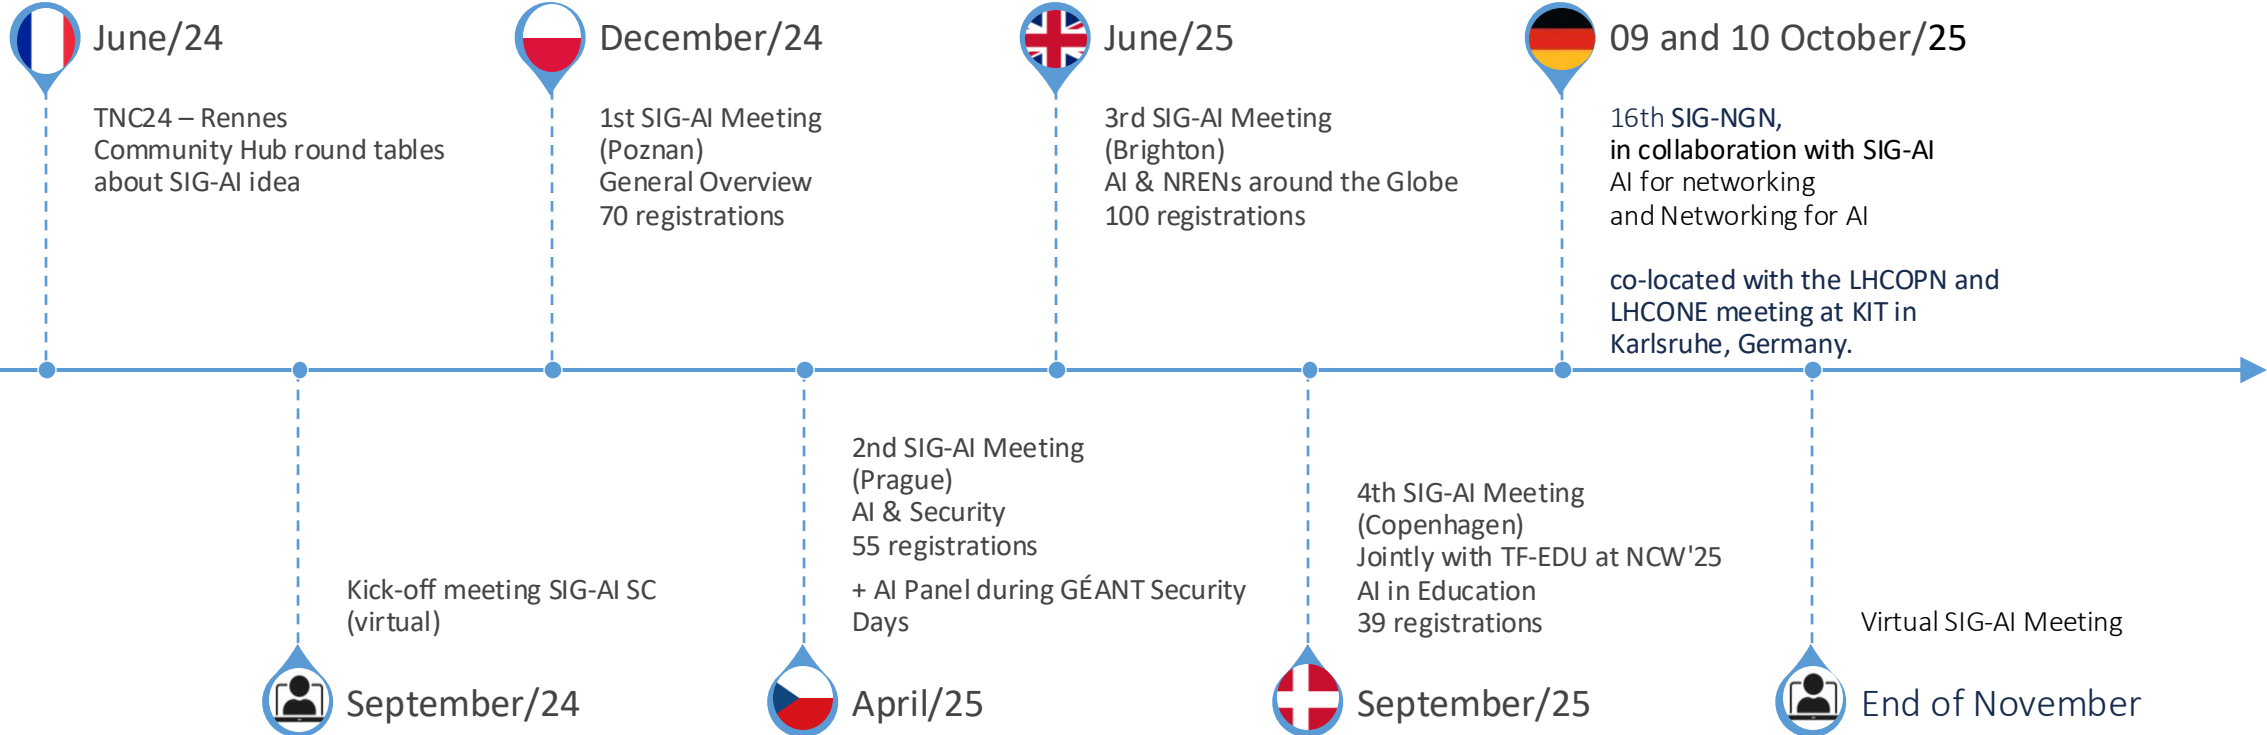 June/24
TNC24 – Rennes
Community Hub round tables
about SIG-AI idea
Kick-off meeting SIG-AI SC
(virtual)
September/24
December/24
1st SIG-AI Meeting
(Poznan)
General Overview
70 registrations
2nd SIG-AI Meeting
(Prague)
AI & Security
55 registrations
+ AI Panel during GÉANT Security
Days
April/25
June/25
3rd SIG-AI Meeting
(Brighton)
AI & NRENs around the Globe
100 registrations
4th SIG-AI Meeting
(Copenhagen)
Jointly with TF-EDU at NCW'25
AI in Education
39 registrations
September/25
09 and 10 October/25
16th SIG-NGN,
in collaboration with SIG-AI
AI for networking
and Networking for AI
co-located with the LHCOPN and
LHCONE meeting at KIT in
Karlsruhe, Germany.
Virtual SIG-AI Meeting
End of November